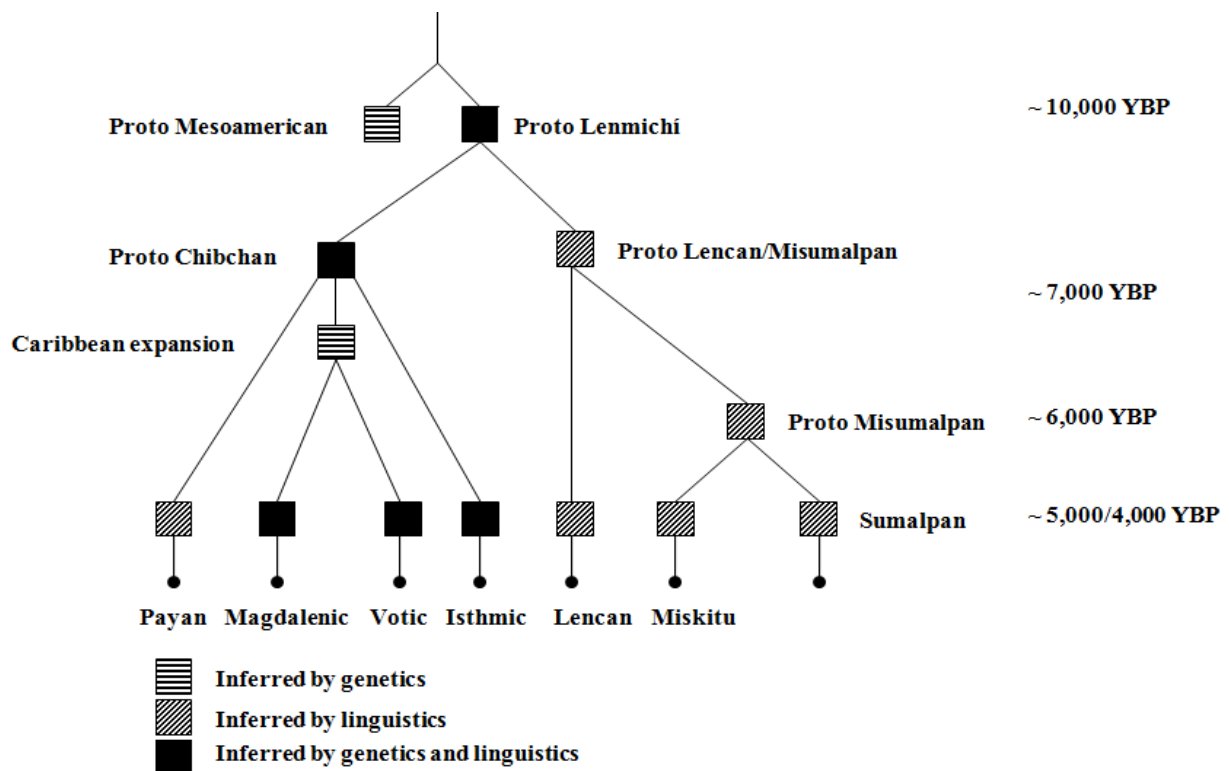 ~ 10,000 YBP
Proto Mesoamerican
Proto Lenmichí
Proto Chibchan
Proto Lencan/Misumalpan
~ 7,000 YBP
Caribbean expansion
Proto Misumalpan
~ 6,000 YBP
Sumalpan
~ 5,000/4,000 YBP
Payan Magdalenic Votic Isthmic Lencan Miskitu
Inferred by genetics
Inferred by linguistics
Inferred by genetics and linguistics